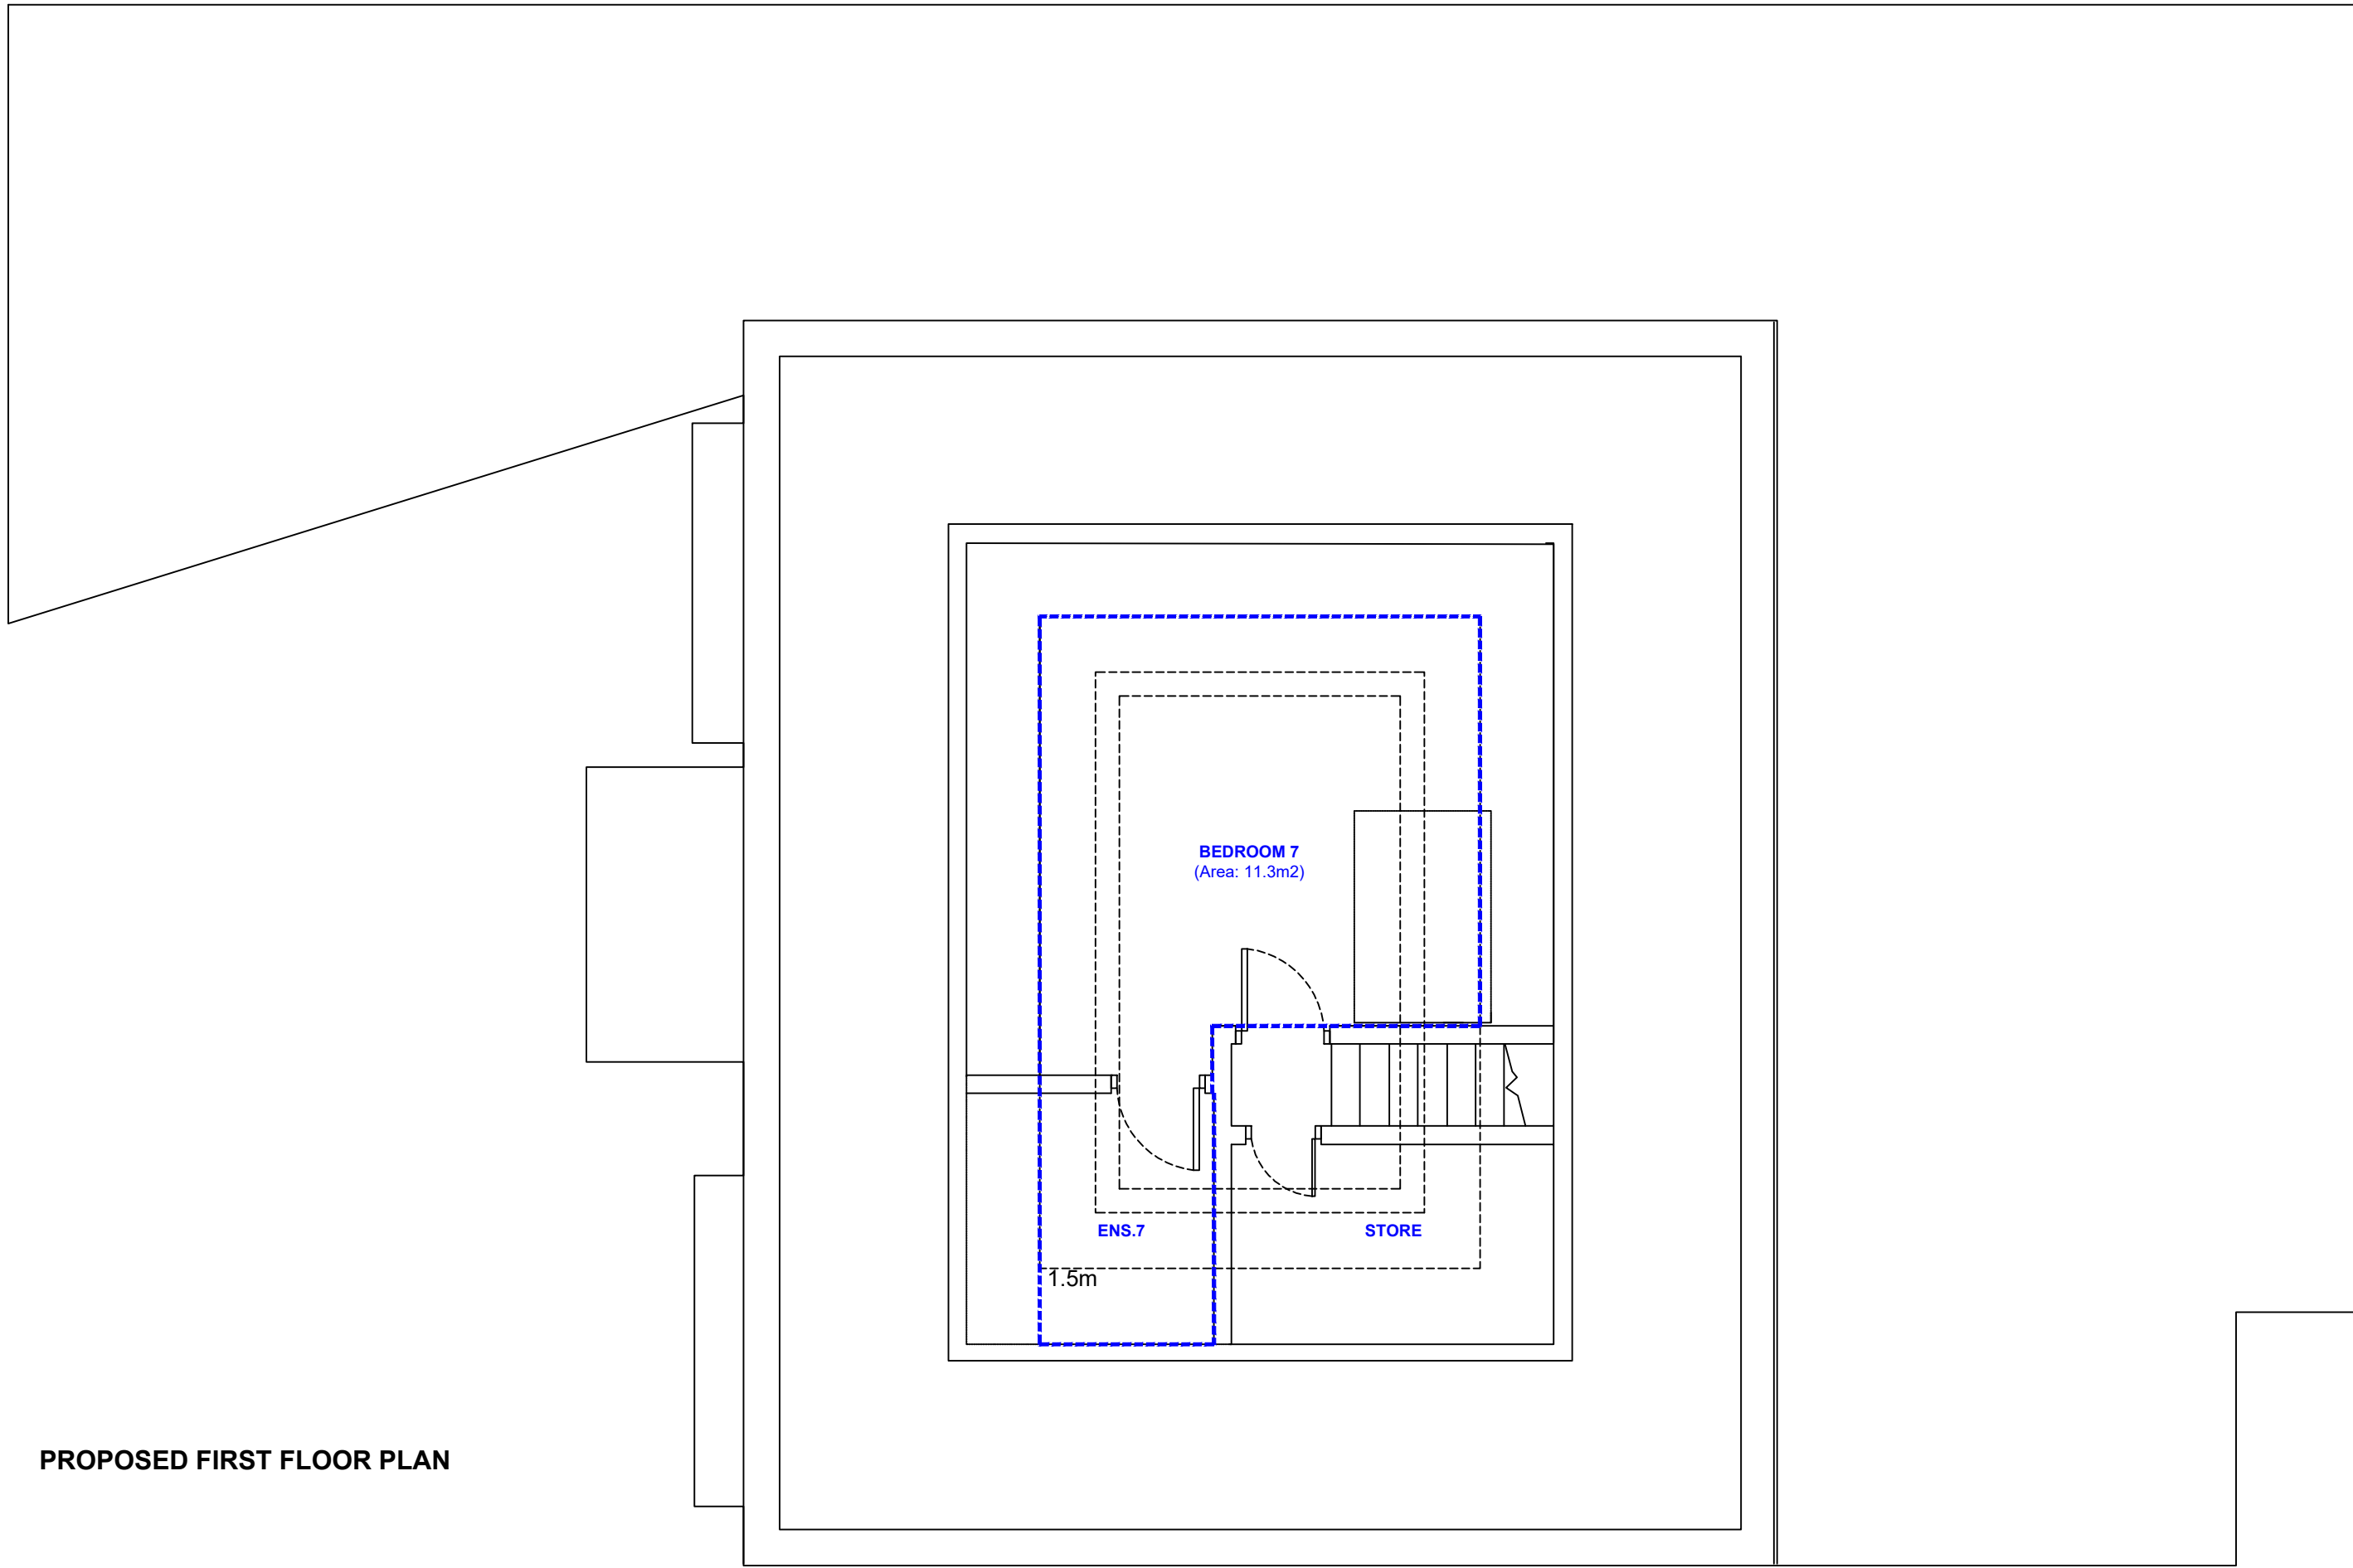 BEDROOM 7
(Area: 11.3m2)
ENS.7
STORE
1.5m
PROPOSED FIRST FLOOR PLAN